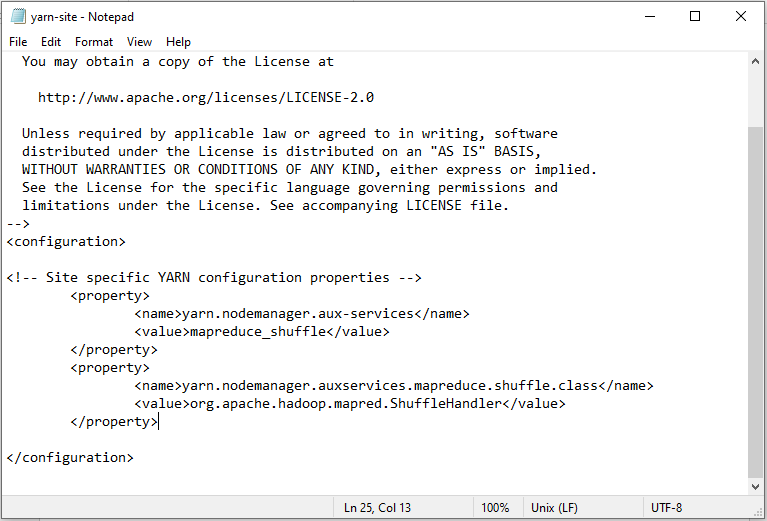 yarn-site - Notepad
File Edit Format View Help
You may obtain a copy of the License at
http://www.apache.org/licenses/LICENSE-2.0
Unless required by applicable law or agreed to in writing, software
distributed under the License is distributed on an "AS IS" BASIS,
WITHOUT WARRANTIES OR CONDITIONS OF ANY KIND, either express or implied.
See the License for the specific language governing permissions and
limitations under the License. See accompanying LICENSE file.
-->
<configuration>
<!-- Site specific YARN configuration properties -->
<property>
<name>yarn.nodemanager.aux-services</name>
<value>mapreduce_shuffle</value>
</property>
<property>
<name>yarn.nodemanager.auxservices.mapreduce.shuffle.class</name>
<value>org.apache.hadoop.mapred.ShuffleHandler</value>
</property>
</configuration>
Ln 25, Col 13 100% Unix (LF) UTF-8